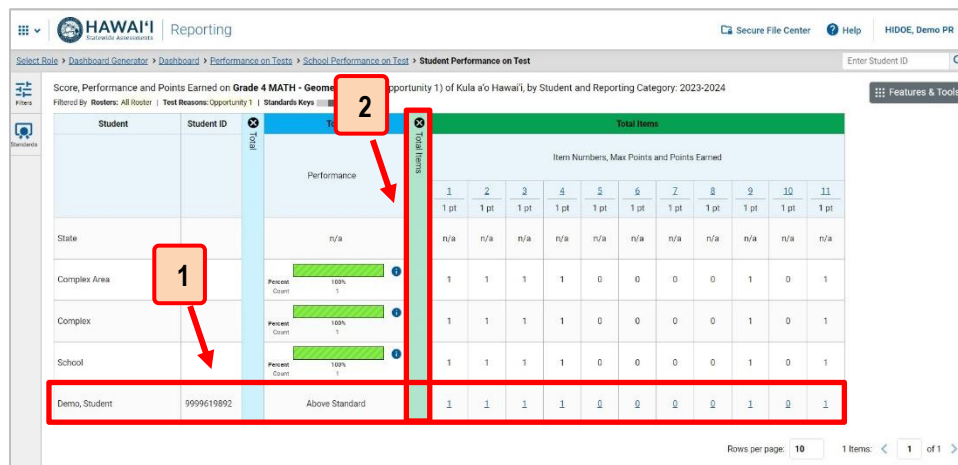 HAWAI'I
Statewide Assessments
Reporting
Secure File Center
Help
HIDOE, Demo PR
Select Role > Dashboard Generator > Dashboard > Performance on Tests > School Performance on Test > Student Performance on Test
Enter Student ID
Filters
Standards
Score, Performance and Points Earned on Grade 4 MATH - Geome pportunity 1) of Kula a'o Hawai'i, by Student and Reporting Category: 2023-2024
Filtered By Rosters: All Roster | Test Reasons: Opportunity 1 | Standards Keys
Features & Tools
2
Student Student ID Total To Total Items Total Items
Performance
Item Numbers, Max Points and Points Earned
1 2 3 4 5 6 7 8 9 10 11
1 pt 1 pt 1 pt 1 pt 1 pt 1 pt 1 pt 1 pt 1 pt 1 pt 1 pt
State n/a n/a n/a n/a n/a n/a n/a n/a n/a n/a n/a n/a
1
Complex Area Percent 100% Count 1 1 1 1 1 0 0 0 0 1 0 1
Complex Percent 100% Count 1 1 1 1 1 0 0 0 0 1 0 1
School Percent 100% Count 1 1 1 1 1 0 0 0 0 1 0 1
Demo, Student 9999619892 Above Standard 1 1 1 1 0 0 0 0 1 0 1
Rows per page: 10 1 Items: < 1 of 1 >